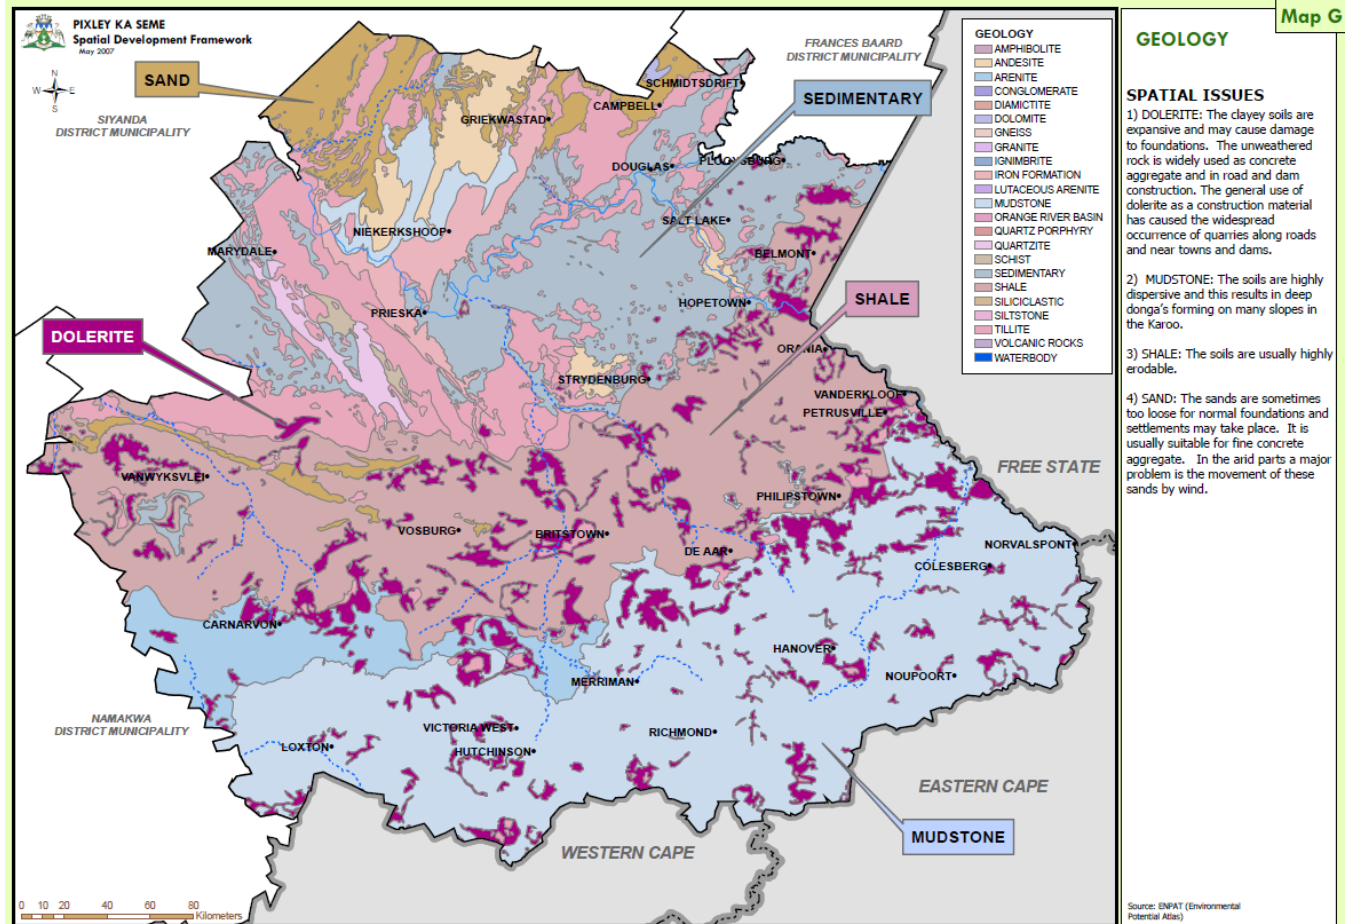 Map G
PIXLEY KA SEME
Spatial Development Framework
May 2007
N
W E
S
SIYANDA
DISTRICT MUNICIPALITY
FRANCES BAARD
DISTRICT MUNICIPALITY
NAMAKWA
DISTRICT MUNICIPALITY
FREE STATE
EASTERN CAPE
WESTERN CAPE
SAND
SEDIMENTARY
SHALE
DOLERITE
MUDSTONE
SCHMIDTSDRIFT
CAMPBELL
GRIEKWASTAD
DOUGLAS
PLOOYSBURG
SALT LAKE
NIEKERKSHOOP
MARYDALE
BELMONT
HOPETOWN
PRIESKA
ORANIA
STRYDENBURG
VANDERKLOOF
PETRUSVILLE
VANWYKSVLEI
PHILIPSTOWN
VOSBURG
BRITSTOWN
DE AAR
NORVALSPONT
COLESBERG
CARNARVON
HANOVER
NOUPOORT
MERRIMAN
VICTORIA WEST
RICHMOND
LOXTON
HUTCHINSON
0 10 20 40 60 80
Kilometers
GEOLOGY
AMPHIBOLITE
ANDESITE
ARENITE
CONGLOMERATE
DIAMICTITE
DOLOMITE
GNEISS
GRANITE
IGNIMBRITE
IRON FORMATION
LUTACEOUS ARENITE
MUDSTONE
ORANGE RIVER BASIN
QUARTZ PORPHYRY
QUARTZITE
SCHIST
SEDIMENTARY
SHALE
SILICICLASTIC
SILTSTONE
TILLITE
VOLCANIC ROCKS
WATERBODY
GEOLOGY
SPATIAL ISSUES
1) DOLERITE: The clayey soils are
expansive and may cause damage
to foundations. The unweathered
rock is widely used as concrete
aggregate and in road and dam
construction. The general use of
dolerite as a construction material
has caused the widespread
occurrence of quarries along roads
and near towns and dams.
2) MUDSTONE: The soils are highly
dispersive and this results in deep
donga's forming on many slopes in
the Karoo.
3) SHALE: The soils are usually highly
erodable.
4) SAND: The sands are sometimes
too loose for normal foundations and
settlements may take place. It is
usually suitable for fine concrete
aggregate. In the arid parts a major
problem is the movement of these
sands by wind.
Source: ENPAT (Environmental
Potential Atlas)